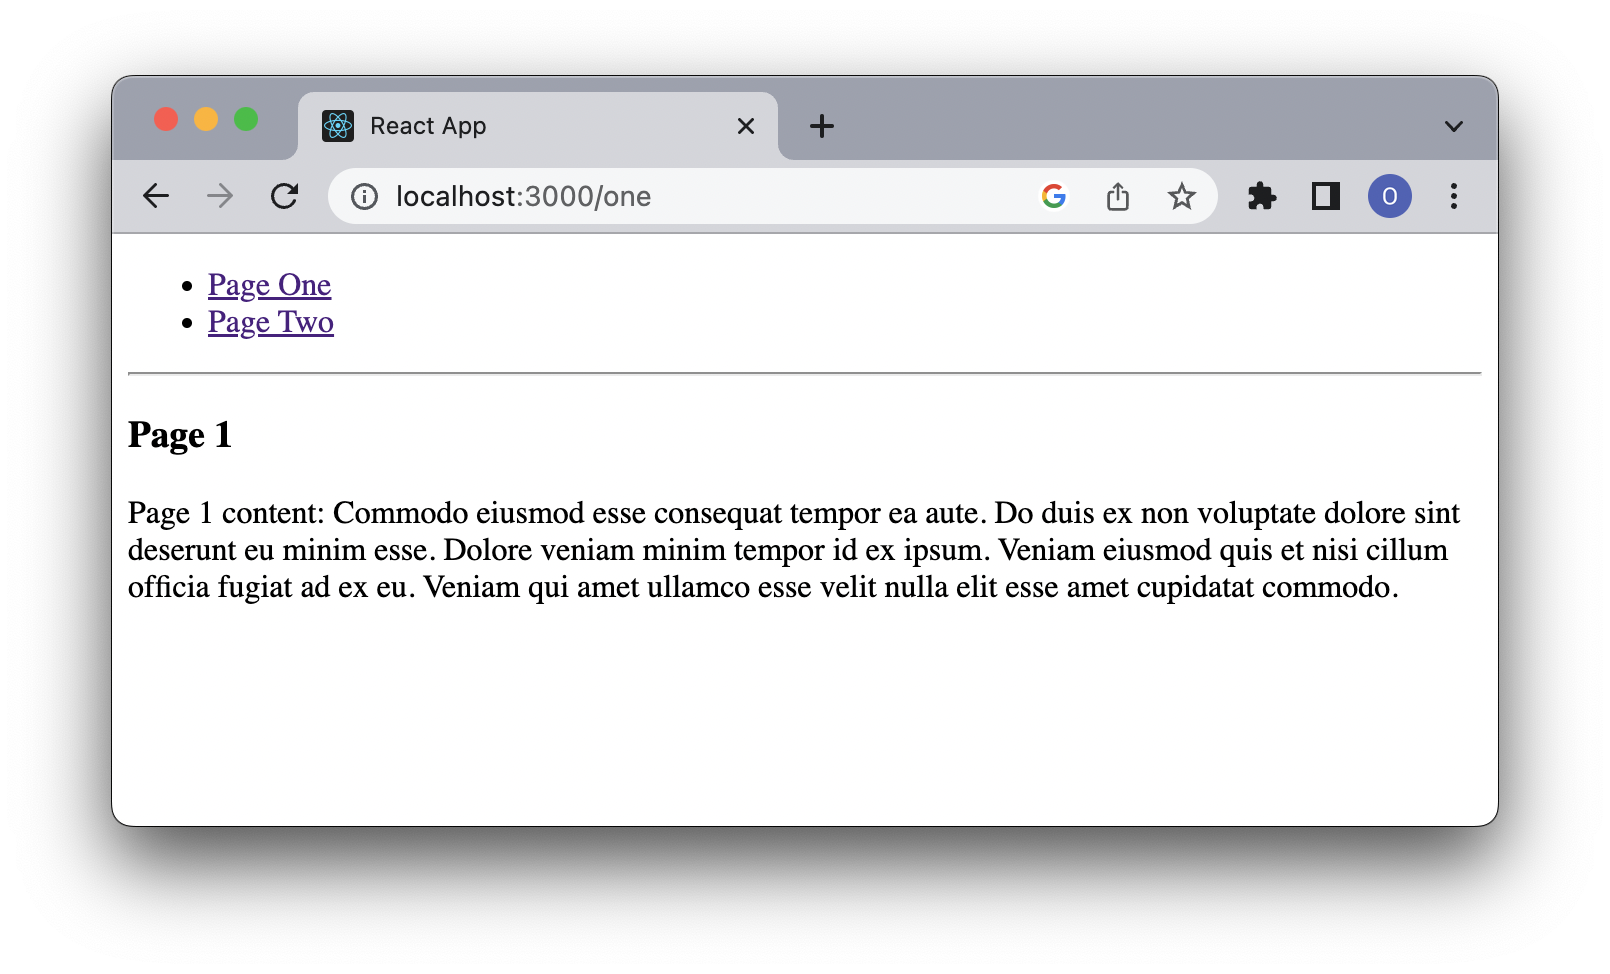 React App
localhost:3000/one
O
Page One
Page Two
Page 1
Page 1 content: Commodo eiusmod esse consequat tempor ea aute. Do duis ex non voluptate dolore sint
deserunt eu minim esse. Dolore veniam minim tempor id ex ipsum. Veniam eiusmod quis et nisi cillum
officia fugiat ad ex eu. Veniam qui amet ullamco esse velit nulla elit esse amet cupidatat commodo.